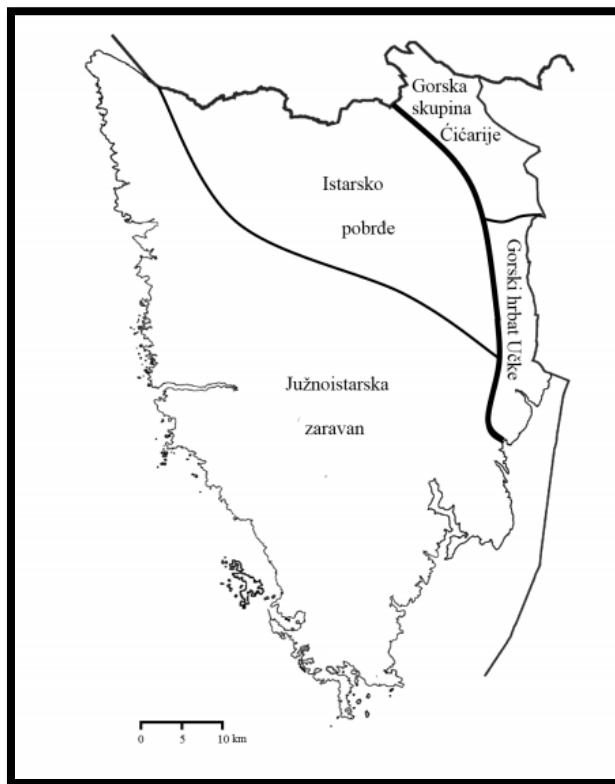 Gorska
skupina
Ćićarije
Istarsko
pobrđe
Gorski hrbat Učke
Južnoistarska
zaravan
0 5 10 km